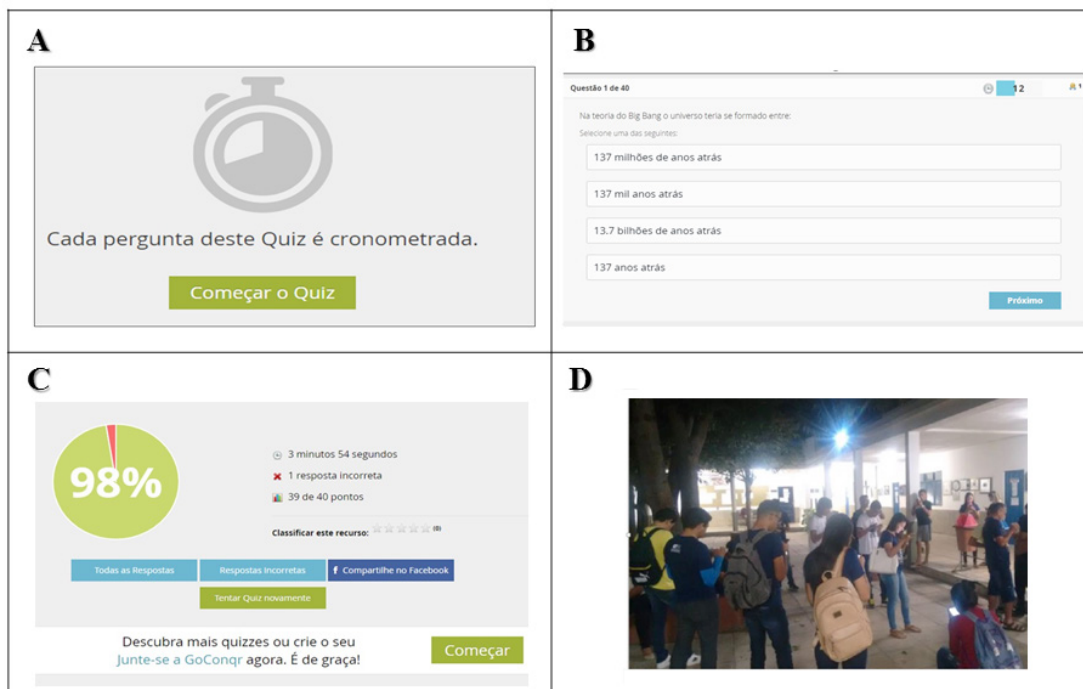 A
Cada pergunta deste Quiz é cronometrada.
Começar o Quiz
B
Questão 1 de 40
12
1
Na teoria do Big Bang o universo teria se formado entre:
Selecione uma das seguintes:
137 milhões de anos atrás
137 mil anos atrás
13.7 bilhões de anos atrás
137 anos atrás
Próximo
C
98%
3 minutos 54 segundos
1 resposta incorreta
39 de 40 pontos
Classificar este recurso: (0)
Todas as Respostas Respostas Incorretas f Compartilhe no Facebook
Tentar Quiz novamente
Descubra mais quizzes ou crie o seu
Junte-se a GoConqr agora. É de graça!
Começar
D